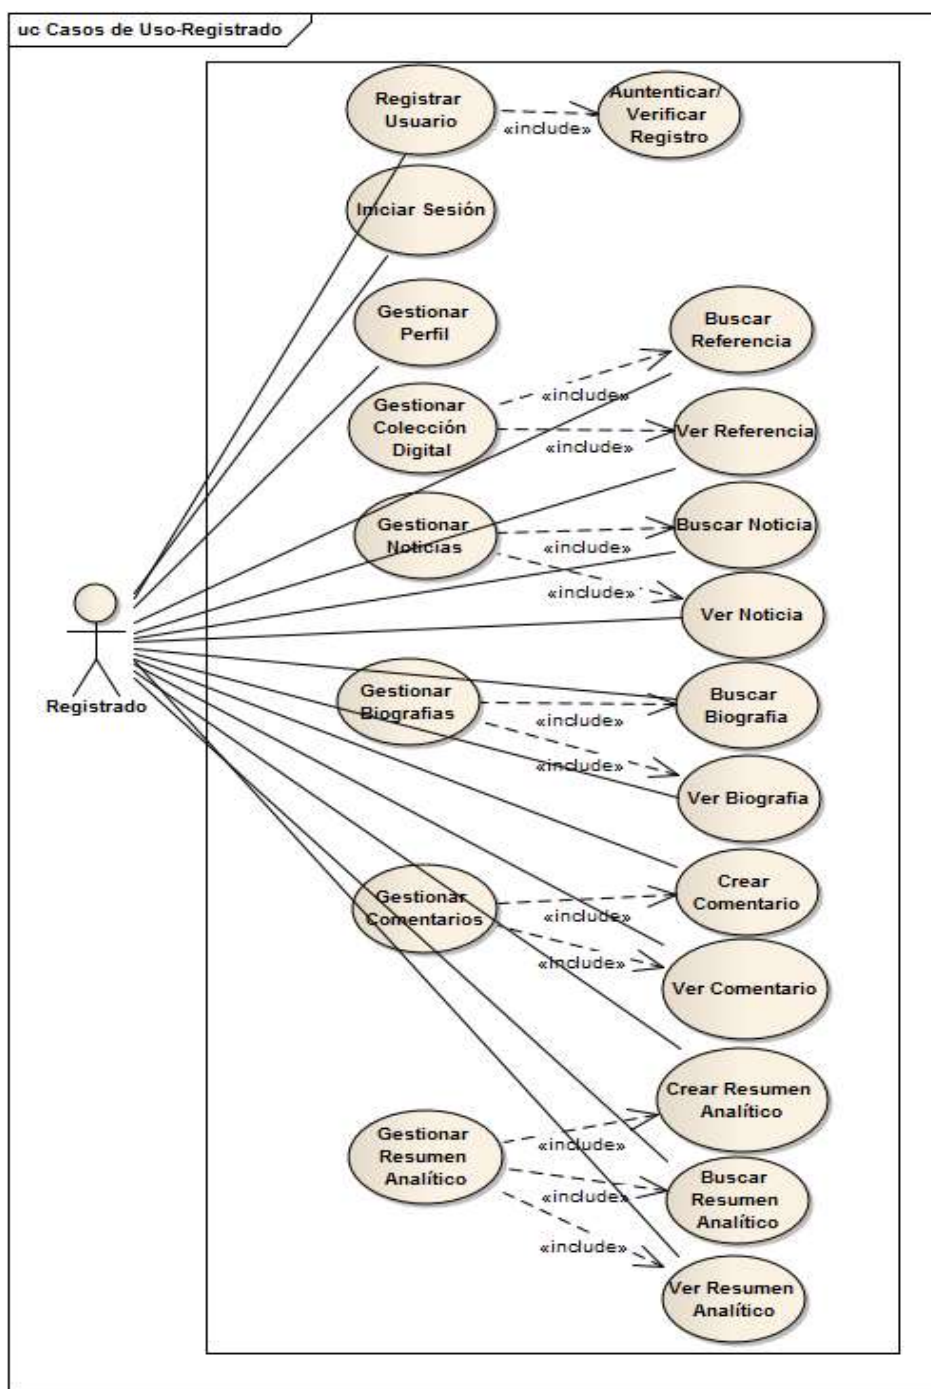 uc Casos de Uso-Registrado
Registrar
Usuario
«include»
Auntenticar/
Verificar
Registro
Iniciar Sesión
Gestionar
Perfil
Buscar
Referencia
«include»
Gestionar
Colección
Digital
«include»
Ver Referencia
Gestionar
Noticias
«include»
Buscar Noticia
«include»
Ver Noticia
Registrado
Gestionar
Biografias
«include»
Buscar
Biografia
«include»
Ver Biografia
Gestionar
Comentarios
«include»
Crear
Comentario
«include»
Ver Comentario
Gestionar
Resumen
Analítico
«include»
Crear Resumen
Analítico
«include»
Buscar
Resumen
Analítico
«include»
Ver Resumen
Analítico